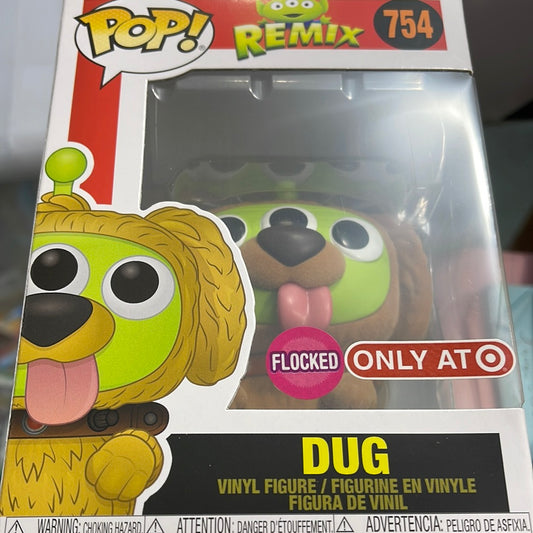 POP!
REMIX
754
FLOCKED
ONLY AT
DUG
VINYL FIGURE / FIGURINE EN VINYLE
FIGURA DE VINIL
WARNING: CHOKING HAZARD. ATTENTION: DANGER D'ÉTOUFFEMENT. ADVERTENCIA: PELIGRO DE ASFIXIA.